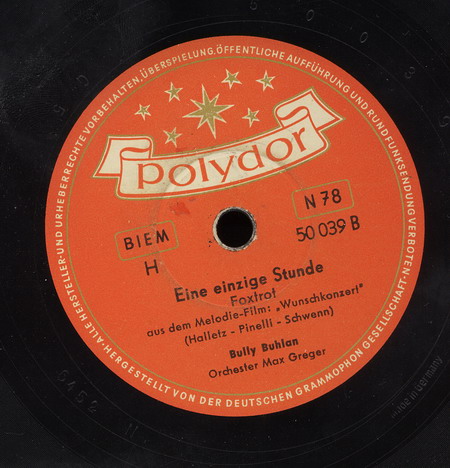 ALLE HERSTELLER- UND URHEBERRECHTE VORBEHALTEN, ÜBERSPIELUNG, ÖFFENTLICHE AUFFÜHRUNG UND RUNDFUNKSENDUNG VERBOTEN
polydor
BIEM
N 78
H
50 039 B
Eine einzige Stunde
Foxtrot
aus dem Melodie-Film: „Wunschkonzert"
(Halletz - Pinelli - Schwenn)
Bully Buhlan
Orchester Max Greger
HERGESTELLT VON DER DEUTSCHEN GRAMMOPHON GESELLSCHAFT
in Germany